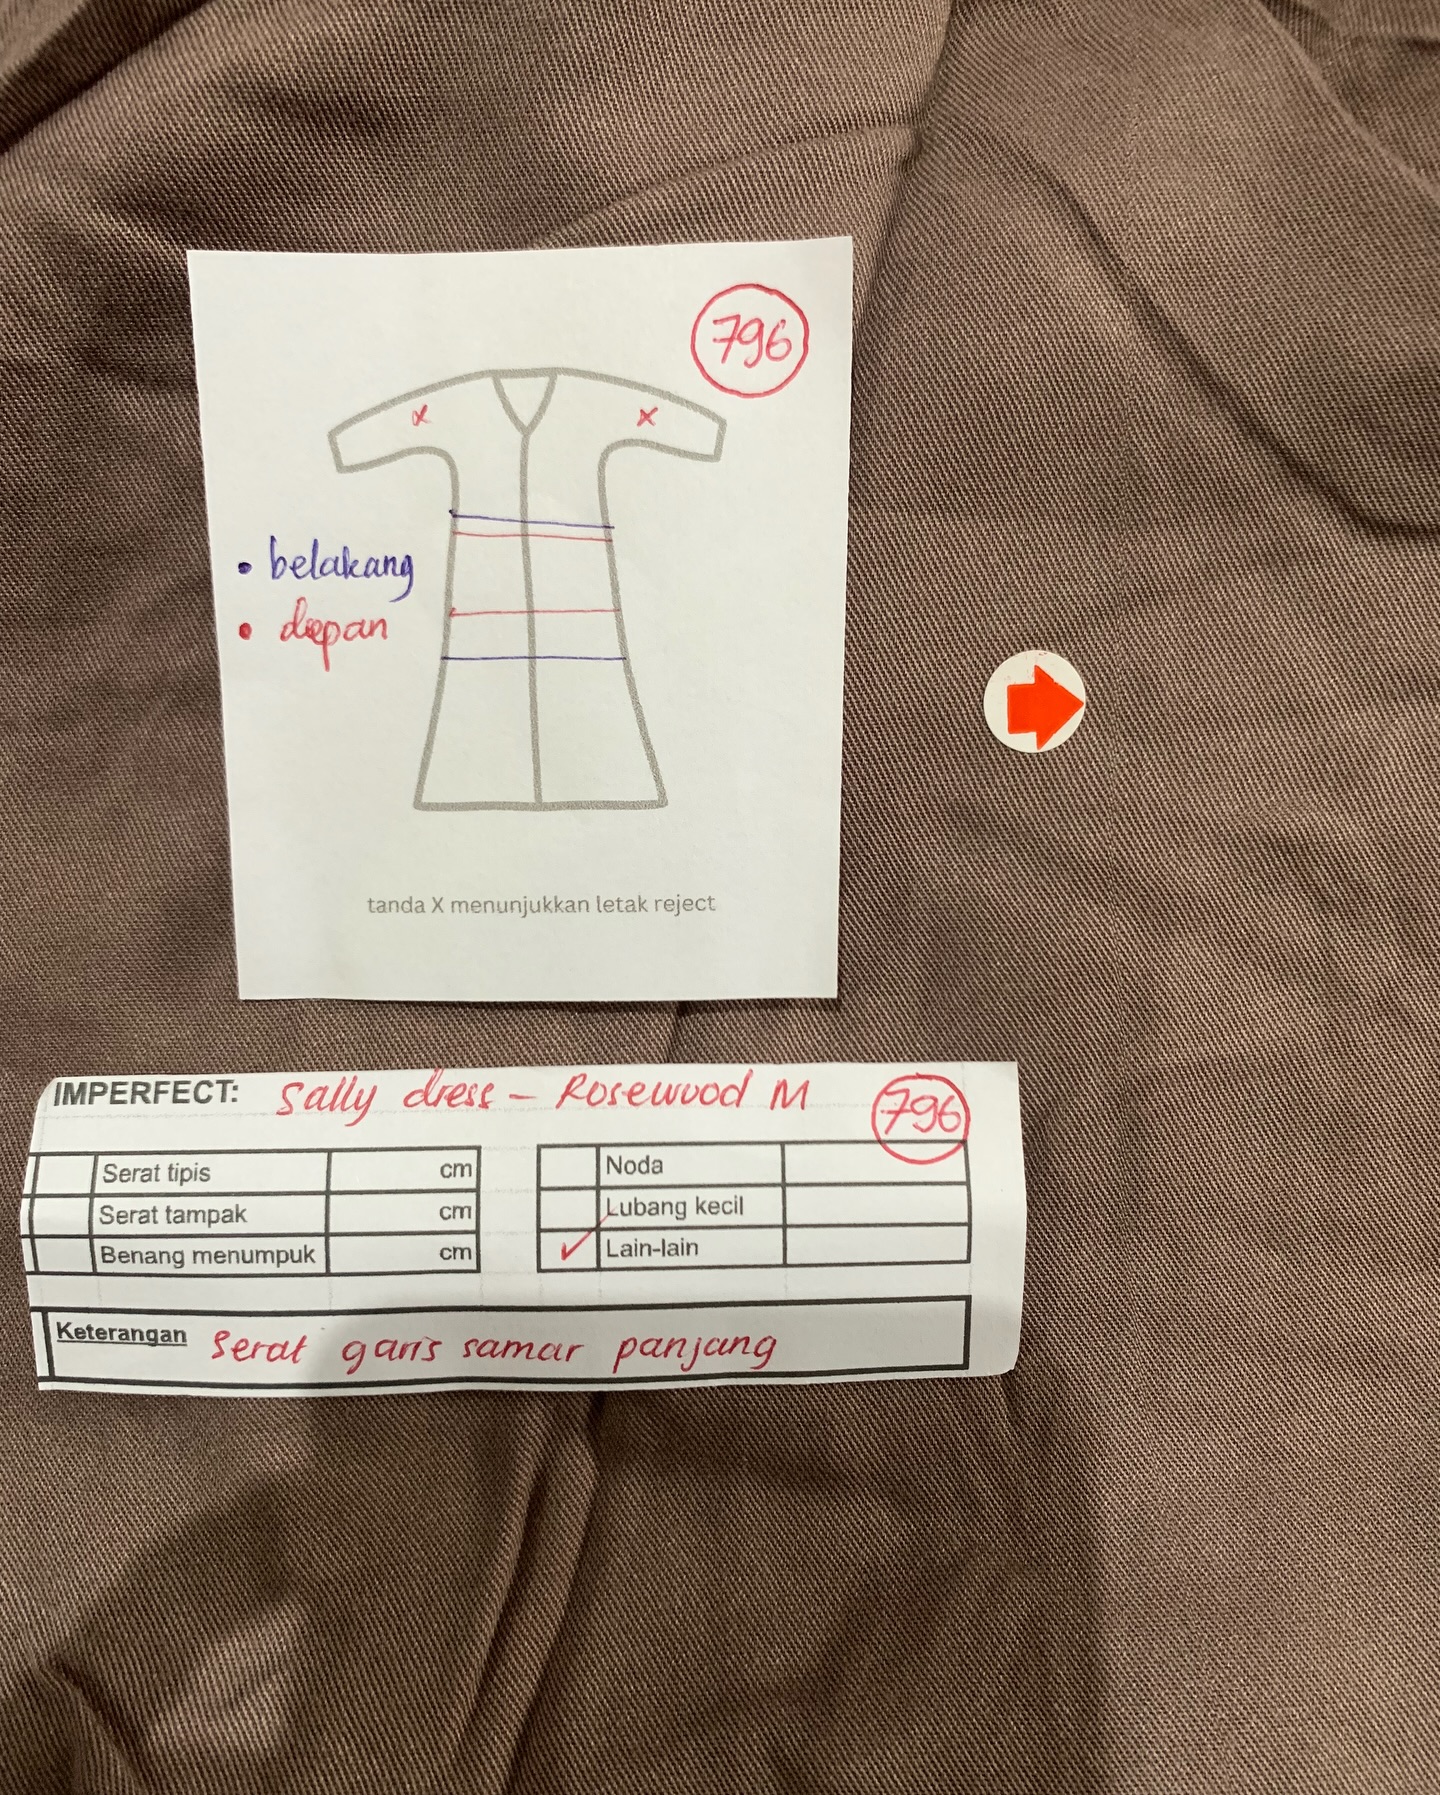 796
x x
• belakang
• depan
tanda X menunjukkan letak reject
IMPERFECT: Sally dress – Rosewood M 796
Serat tipis cm Noda
Serat tampak cm Lubang kecil
Benang menumpuk cm ✓ Lain-lain
Keterangan Serat garis samar panjang